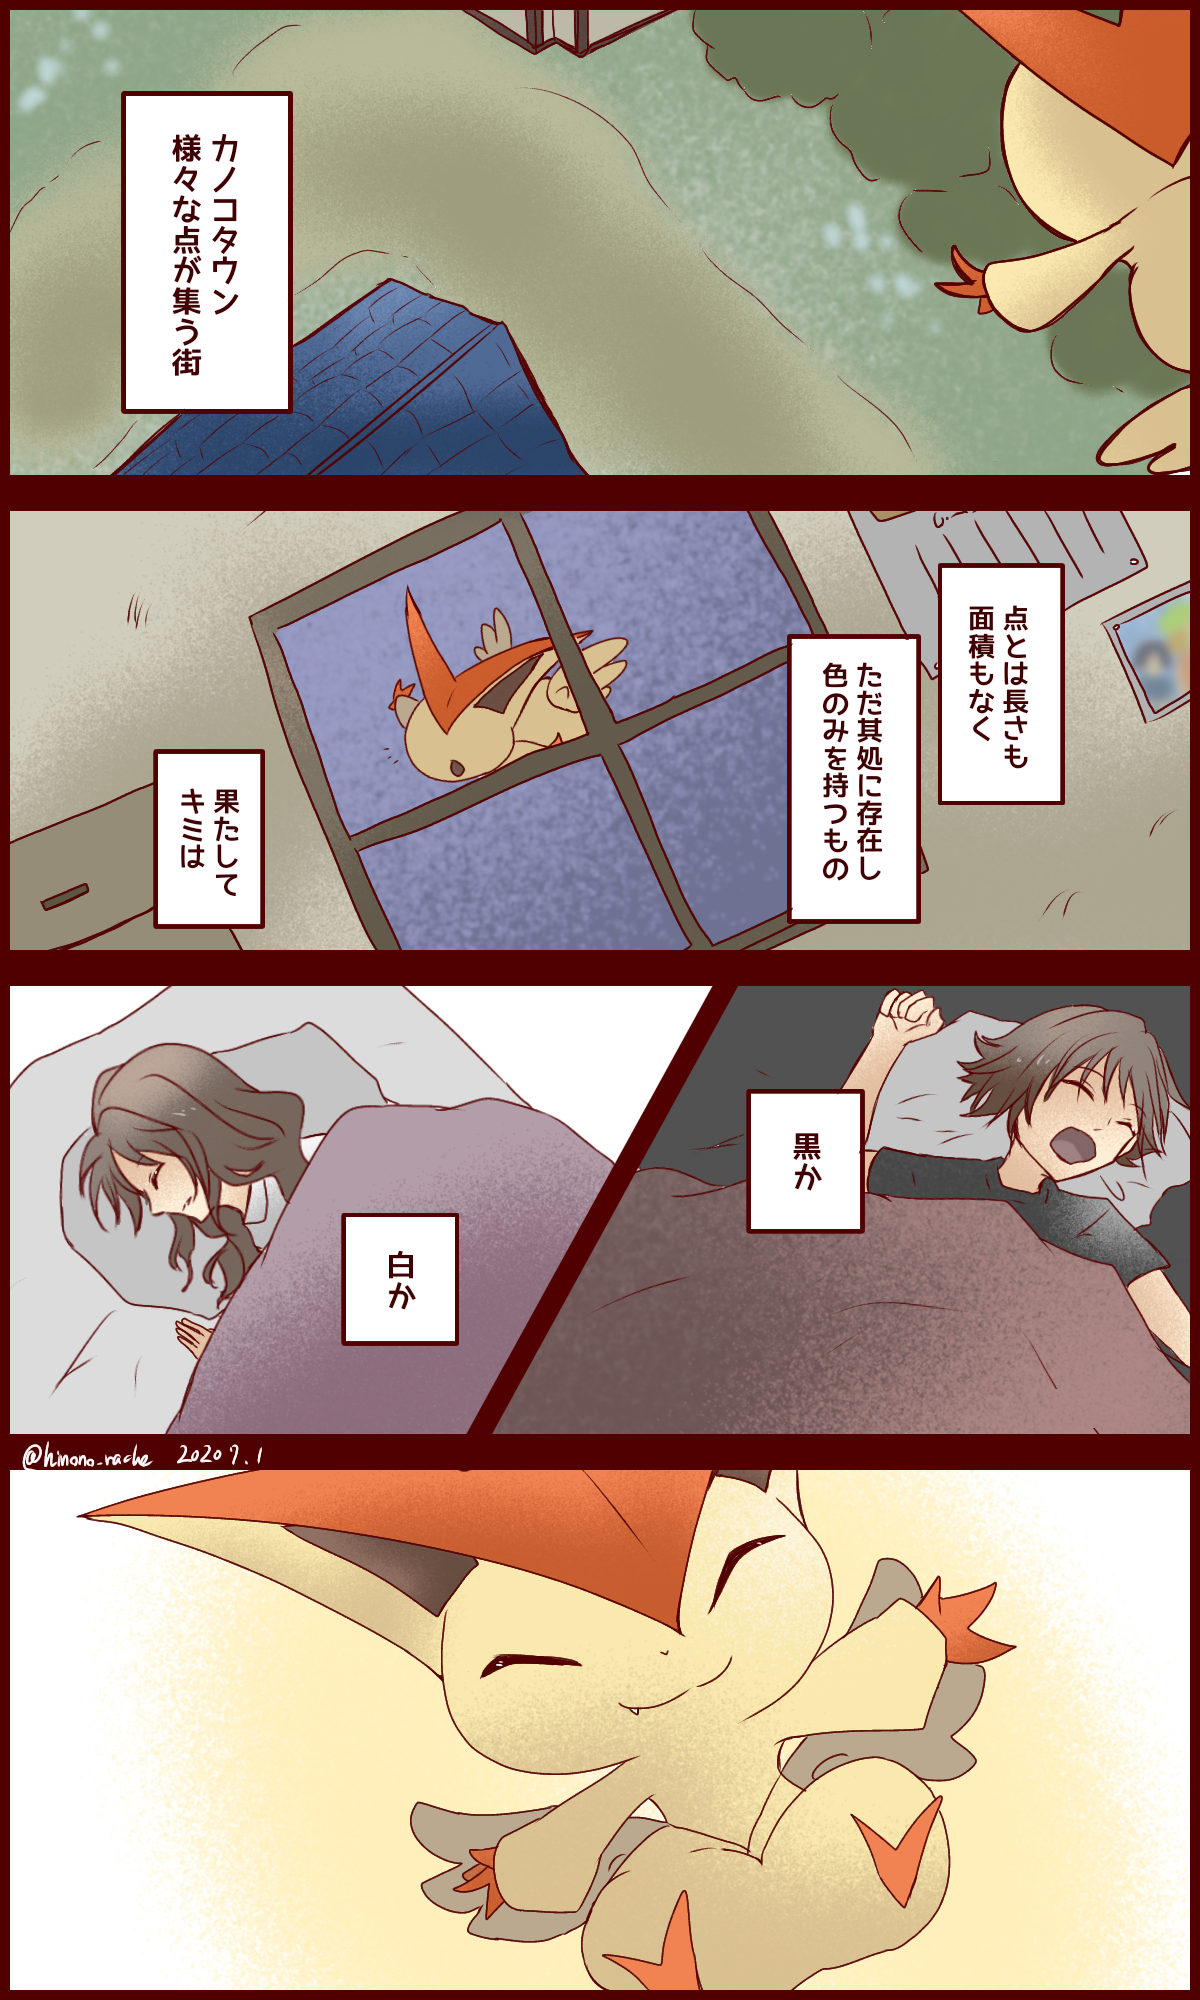 カノコタウン
様々な点が集う街
点とは長さも
面積もなく
ただ其処に存在し
色のみを持つもの
果たして
キミは
黒か
白か
@hinono_rache 2020 7.1